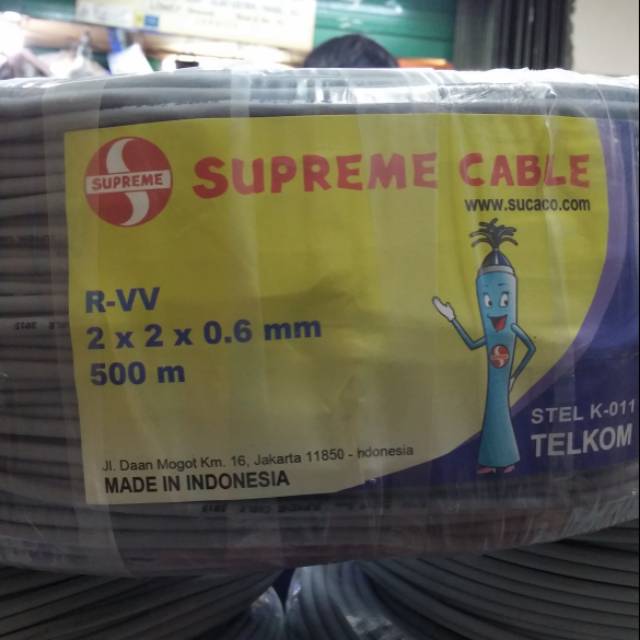 SUPREME
SUPREME CABLE
www.sucaco.com
R-VV
2 x 2 x 0.6 mm
500 m
STEL K-011
TELKOM
Jl. Daan Mogot Km. 16, Jakarta 11850 - ndonesia
MADE IN INDONESIA